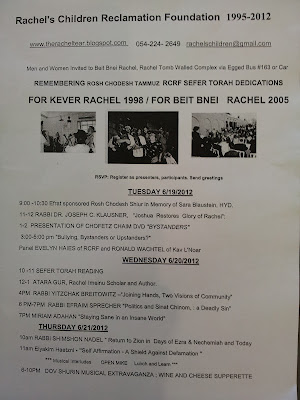 Rachel's Children Reclamation Foundation 1995-2012
www.theracheltear.blogspot.com 054-224- 2649 rachelschildren@gmail.com
Men and Women Invited to Beit Bnei Rachel, Rachel Tomb Walled Complex via Egged Bus #163 or Car
REMEMBERING ROSH CHODESH TAMMUZ RCRF SEFER TORAH DEDICATIONS
FOR KEVER RACHEL 1998 / FOR BEIT BNEI RACHEL 2005
RSVP: Register as presenters, participants, Send greetings
TUESDAY 6/19/2012
9:00 -10:30 Efrat sponsored Rosh Chodesh Shiur in Memory of Sara Blaustein, HYD,
11-12 RABBI DR. JOSEPH C. KLAUSNER, "Joshua Restores Glory of Rachel";
1-2 PRESENTATION OF CHOFETZ CHAIM DVD "BYSTANDERS"
3:00-5:00 pm "Bullying, Bystanders or Upstanders?"
Panel EVELYN HAIES of RCRF and RONALD WACHTEL of Kav L'Noar
WEDNESDAY 6/20/2012
10 -11 SEFER TORAH READING
12-1 ATARA GUR, Rachel Imeinu Scholar and Author:
4PM RABBI YITZCHAK BREITOWITZ –"Joining Hands, Two Visions of Community"
6 PM-7PM RABBI EFRAIM SPRECHER "Politics and Sinat Chinom, : a Deadly Sin"
7PM MIRIAM ADAHAN "Staying Sane in an Insane World"
THURSDAY 6/21/2012
10am RABBI SHIMSHON NADEL " Return to Zion in Days of Ezra & Nechemiah and Today
11am Elyakim Haetzni - "Self Affirmation - A Shield Against Defamation "
*** Musical Interludes OPEN MIKE Lunch and Learn ***
8-10PM DOV SHURIN MUSICAL EXTRAVAGANZA , WINE AND CHEESE SUPPERETTE